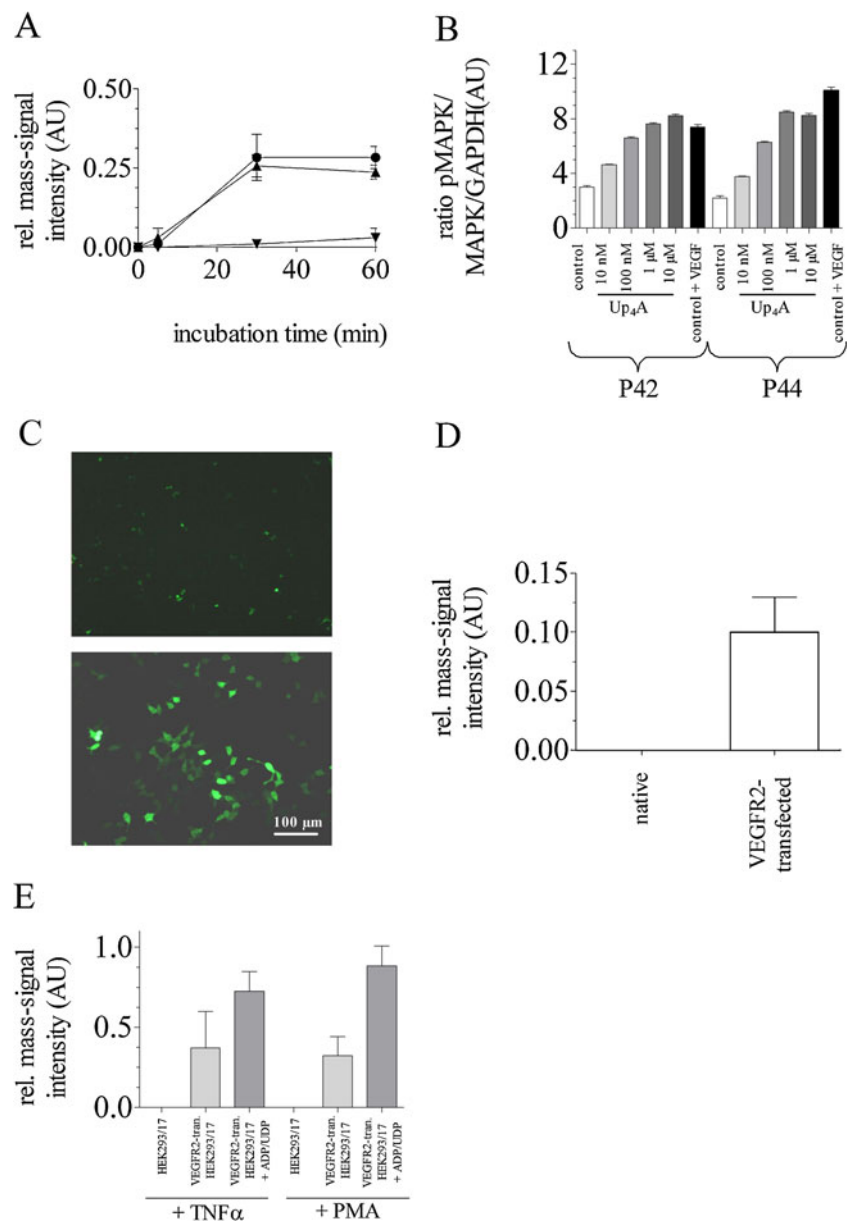 A
rel. mass-signal
intensity (AU)
0.50
0.25
0.00
0 20 40 60
incubation time (min)
B
ratio pMAPK/
MAPK/GAPDH(AU)
12
8
4
0
control
10 nM
100 nM
1 µM
10 µM
control + VEGF
control
10 nM
100 nM
1 µM
10 µM
control + VEGF
Up₄A
Up₄A
P42
P44
C
100 µm
D
rel. mass-signal
intensity (AU)
0.15
0.10
0.05
0.00
native
VEGFR2-
transfected
E
rel. mass-signal
intensity (AU)
1.0
0.5
0.0
HEK293/17
VEGFR2-tran.
HEK293/17
VEGFR2-tran.
HEK293/17
+ ADP/UDP
HEK293/17
VEGFR2-tran.
HEK293/17
VEGFR2-tran.
HEK293/17
+ ADP/UDP
+ TNFα
+ PMA